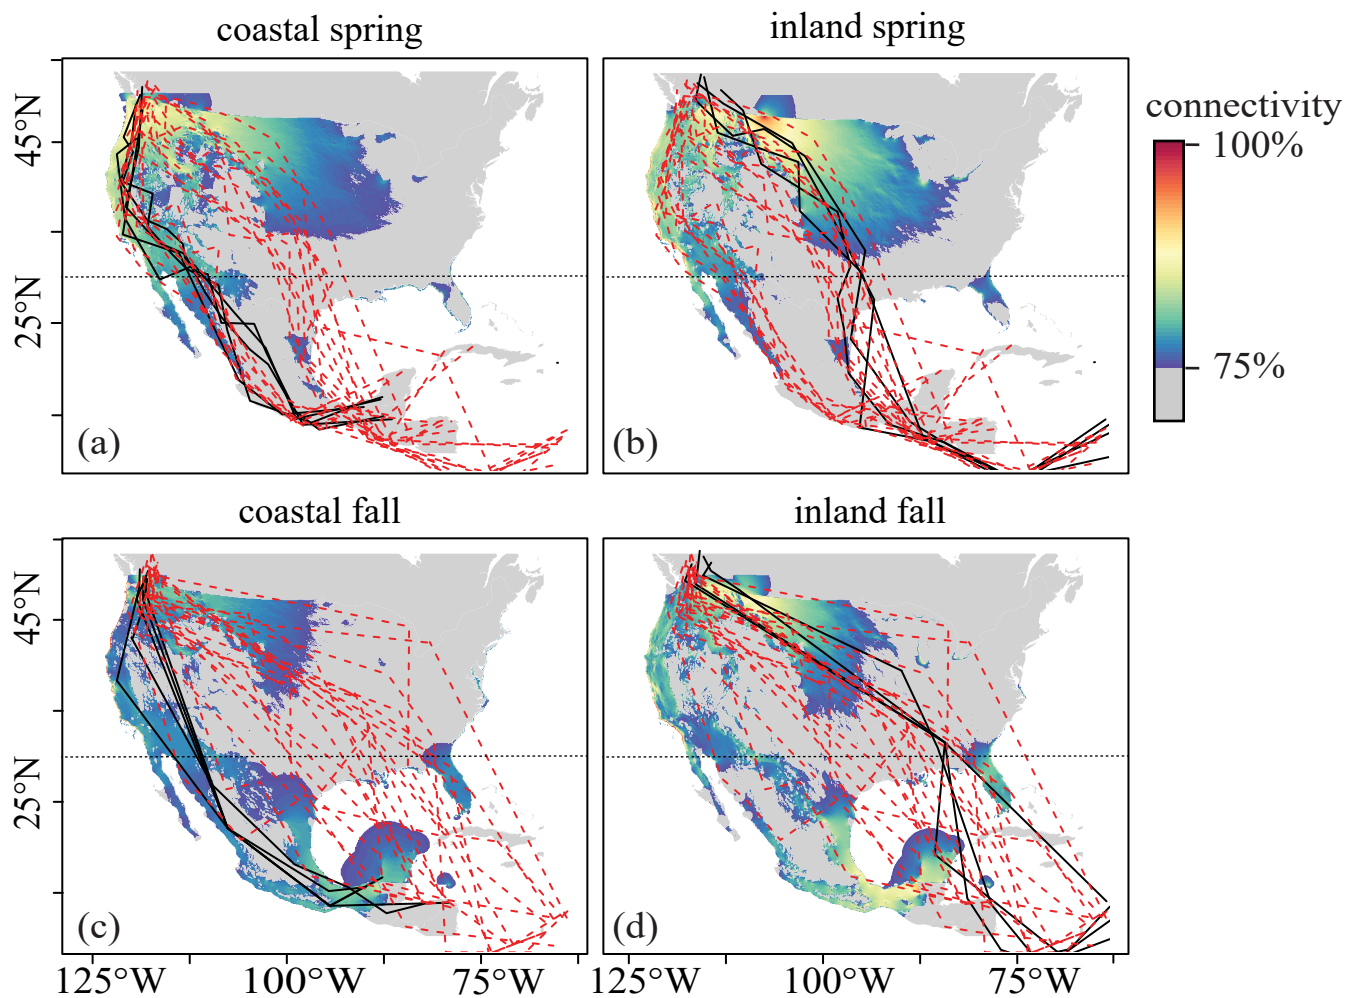 coastal spring
inland spring
connectivity
100%
75%
45°N
25°N
(a)
(b)
coastal fall
inland fall
45°N
25°N
(c)
(d)
125°W 100°W 75°W 125°W 100°W 75°W